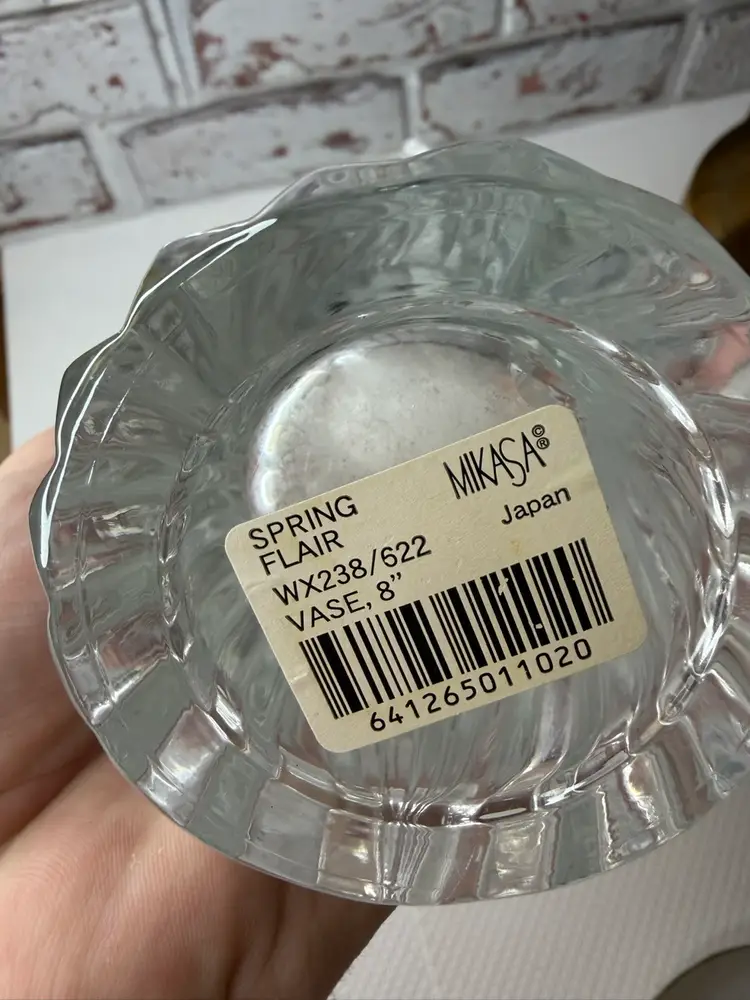 MIKASA©®
Japan
SPRING
FLAIR
WX238/622
VASE, 8”
641265011020